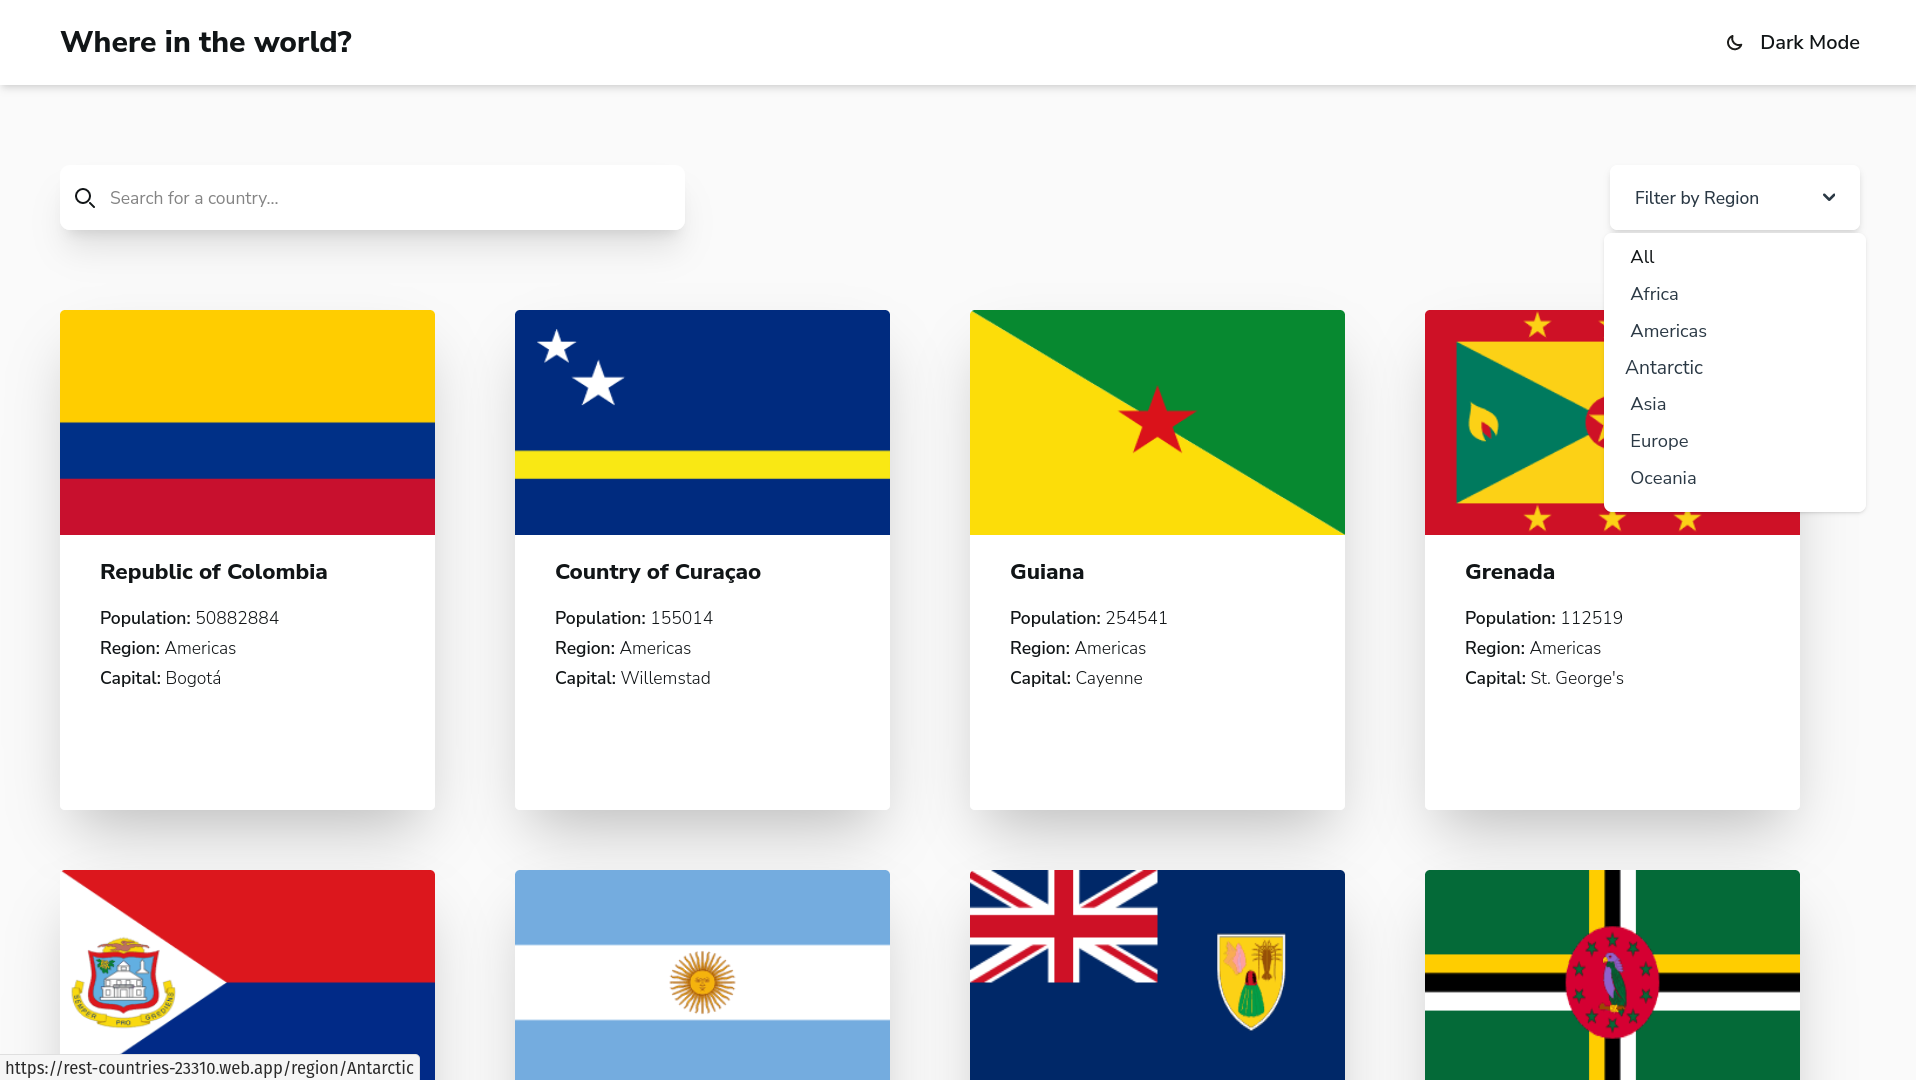 Where in the world?
Dark Mode
Search for a country...
Filter by Region
All
Africa
Americas
Antarctic
Asia
Europe
Oceania
Republic of Colombia
Population: 50882884
Region: Americas
Capital: Bogotá
Country of Curaçao
Population: 155014
Region: Americas
Capital: Willemstad
Guiana
Population: 254541
Region: Americas
Capital: Cayenne
Grenada
Population: 112519
Region: Americas
Capital: St. George's
SEMPER PRO GREDIENS
https://rest-countries-23310.web.app/region/Antarctic